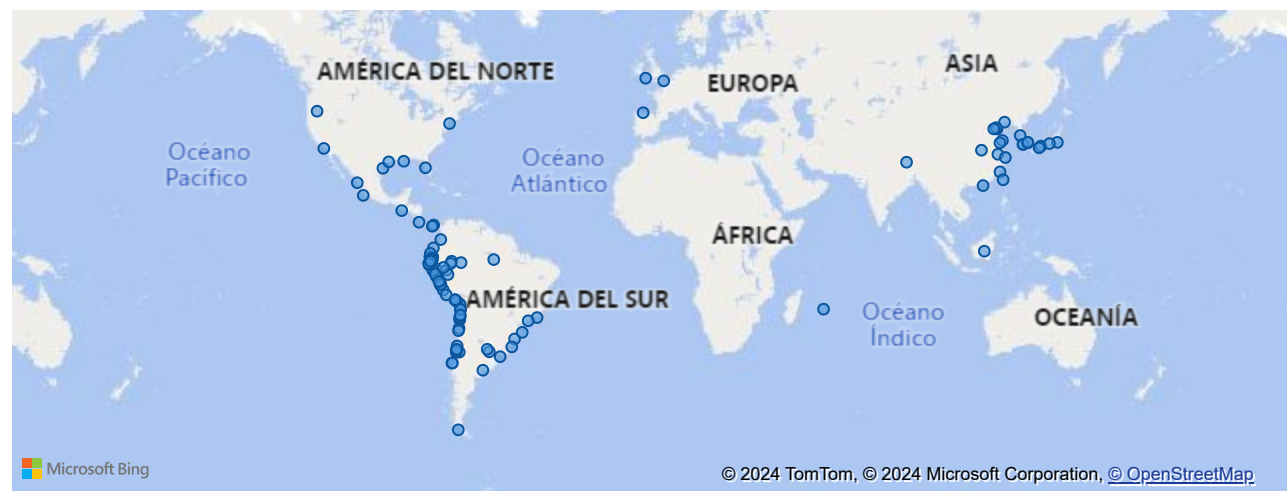 AMÉRICA DEL NORTE
EUROPA
ASIA
Océano
Pacífico
Océano
Atlántico
ÁFRICA
AMÉRICA DEL SUR
Océano
Índico
OCEANÍA
Microsoft Bing
© 2024 TomTom, © 2024 Microsoft Corporation, © OpenStreetMap